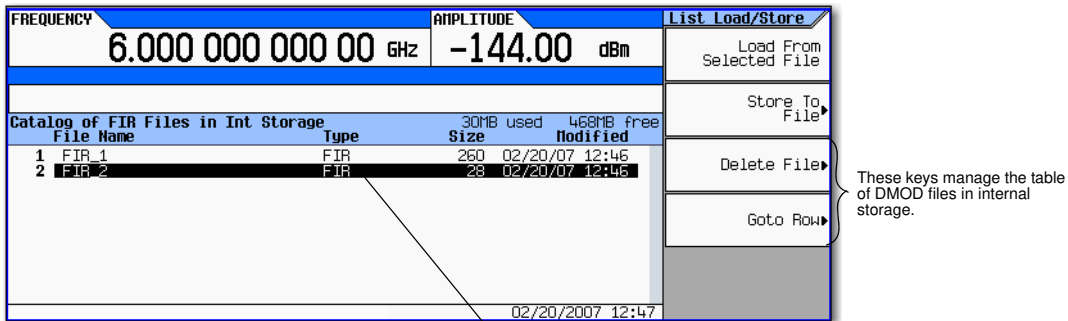 FREQUENCY
6.000 000 000 00 GHz
AMPLITUDE
-144.00 dBm
List Load/Store
Load From
Selected File
Store To
File
Delete File
Goto Row
Catalog of FIR Files in Int Storage 30MB used 468MB free
File Name Type Size Modified
1 FIR_1 FIR 260 02/20/07 12:46
2 FIR_2 FIR 28 02/20/07 12:46
02/20/2007 12:47
These keys manage the table
of DMOD files in internal
storage.